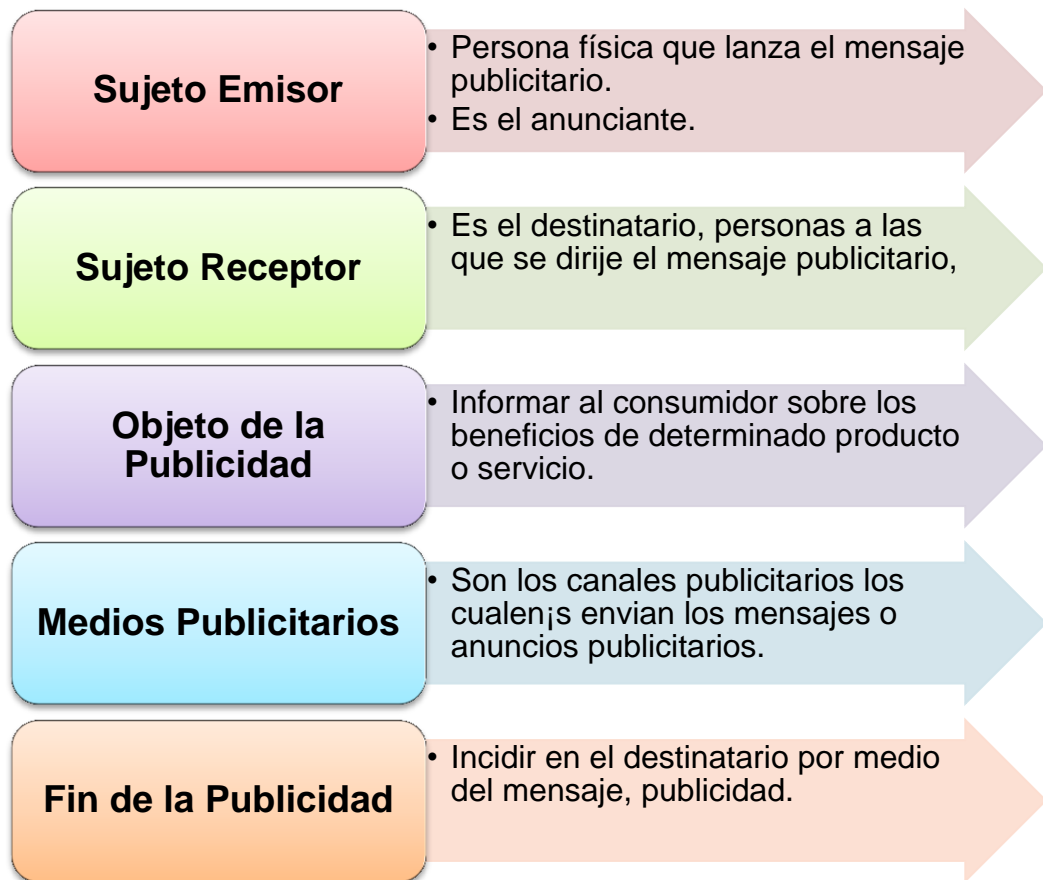 Sujeto Emisor
• Persona física que lanza el mensaje
publicitario.
• Es el anunciante.
Sujeto Receptor
• Es el destinatario, personas a las
que se dirije el mensaje publicitario,
Objeto de la
Publicidad
• Informar al consumidor sobre los
beneficios de determinado producto
o servicio.
Medios Publicitarios
• Son los canales publicitarios los
cualen¡s envian los mensajes o
anuncios publicitarios.
Fin de la Publicidad
• Incidir en el destinatario por medio
del mensaje, publicidad.